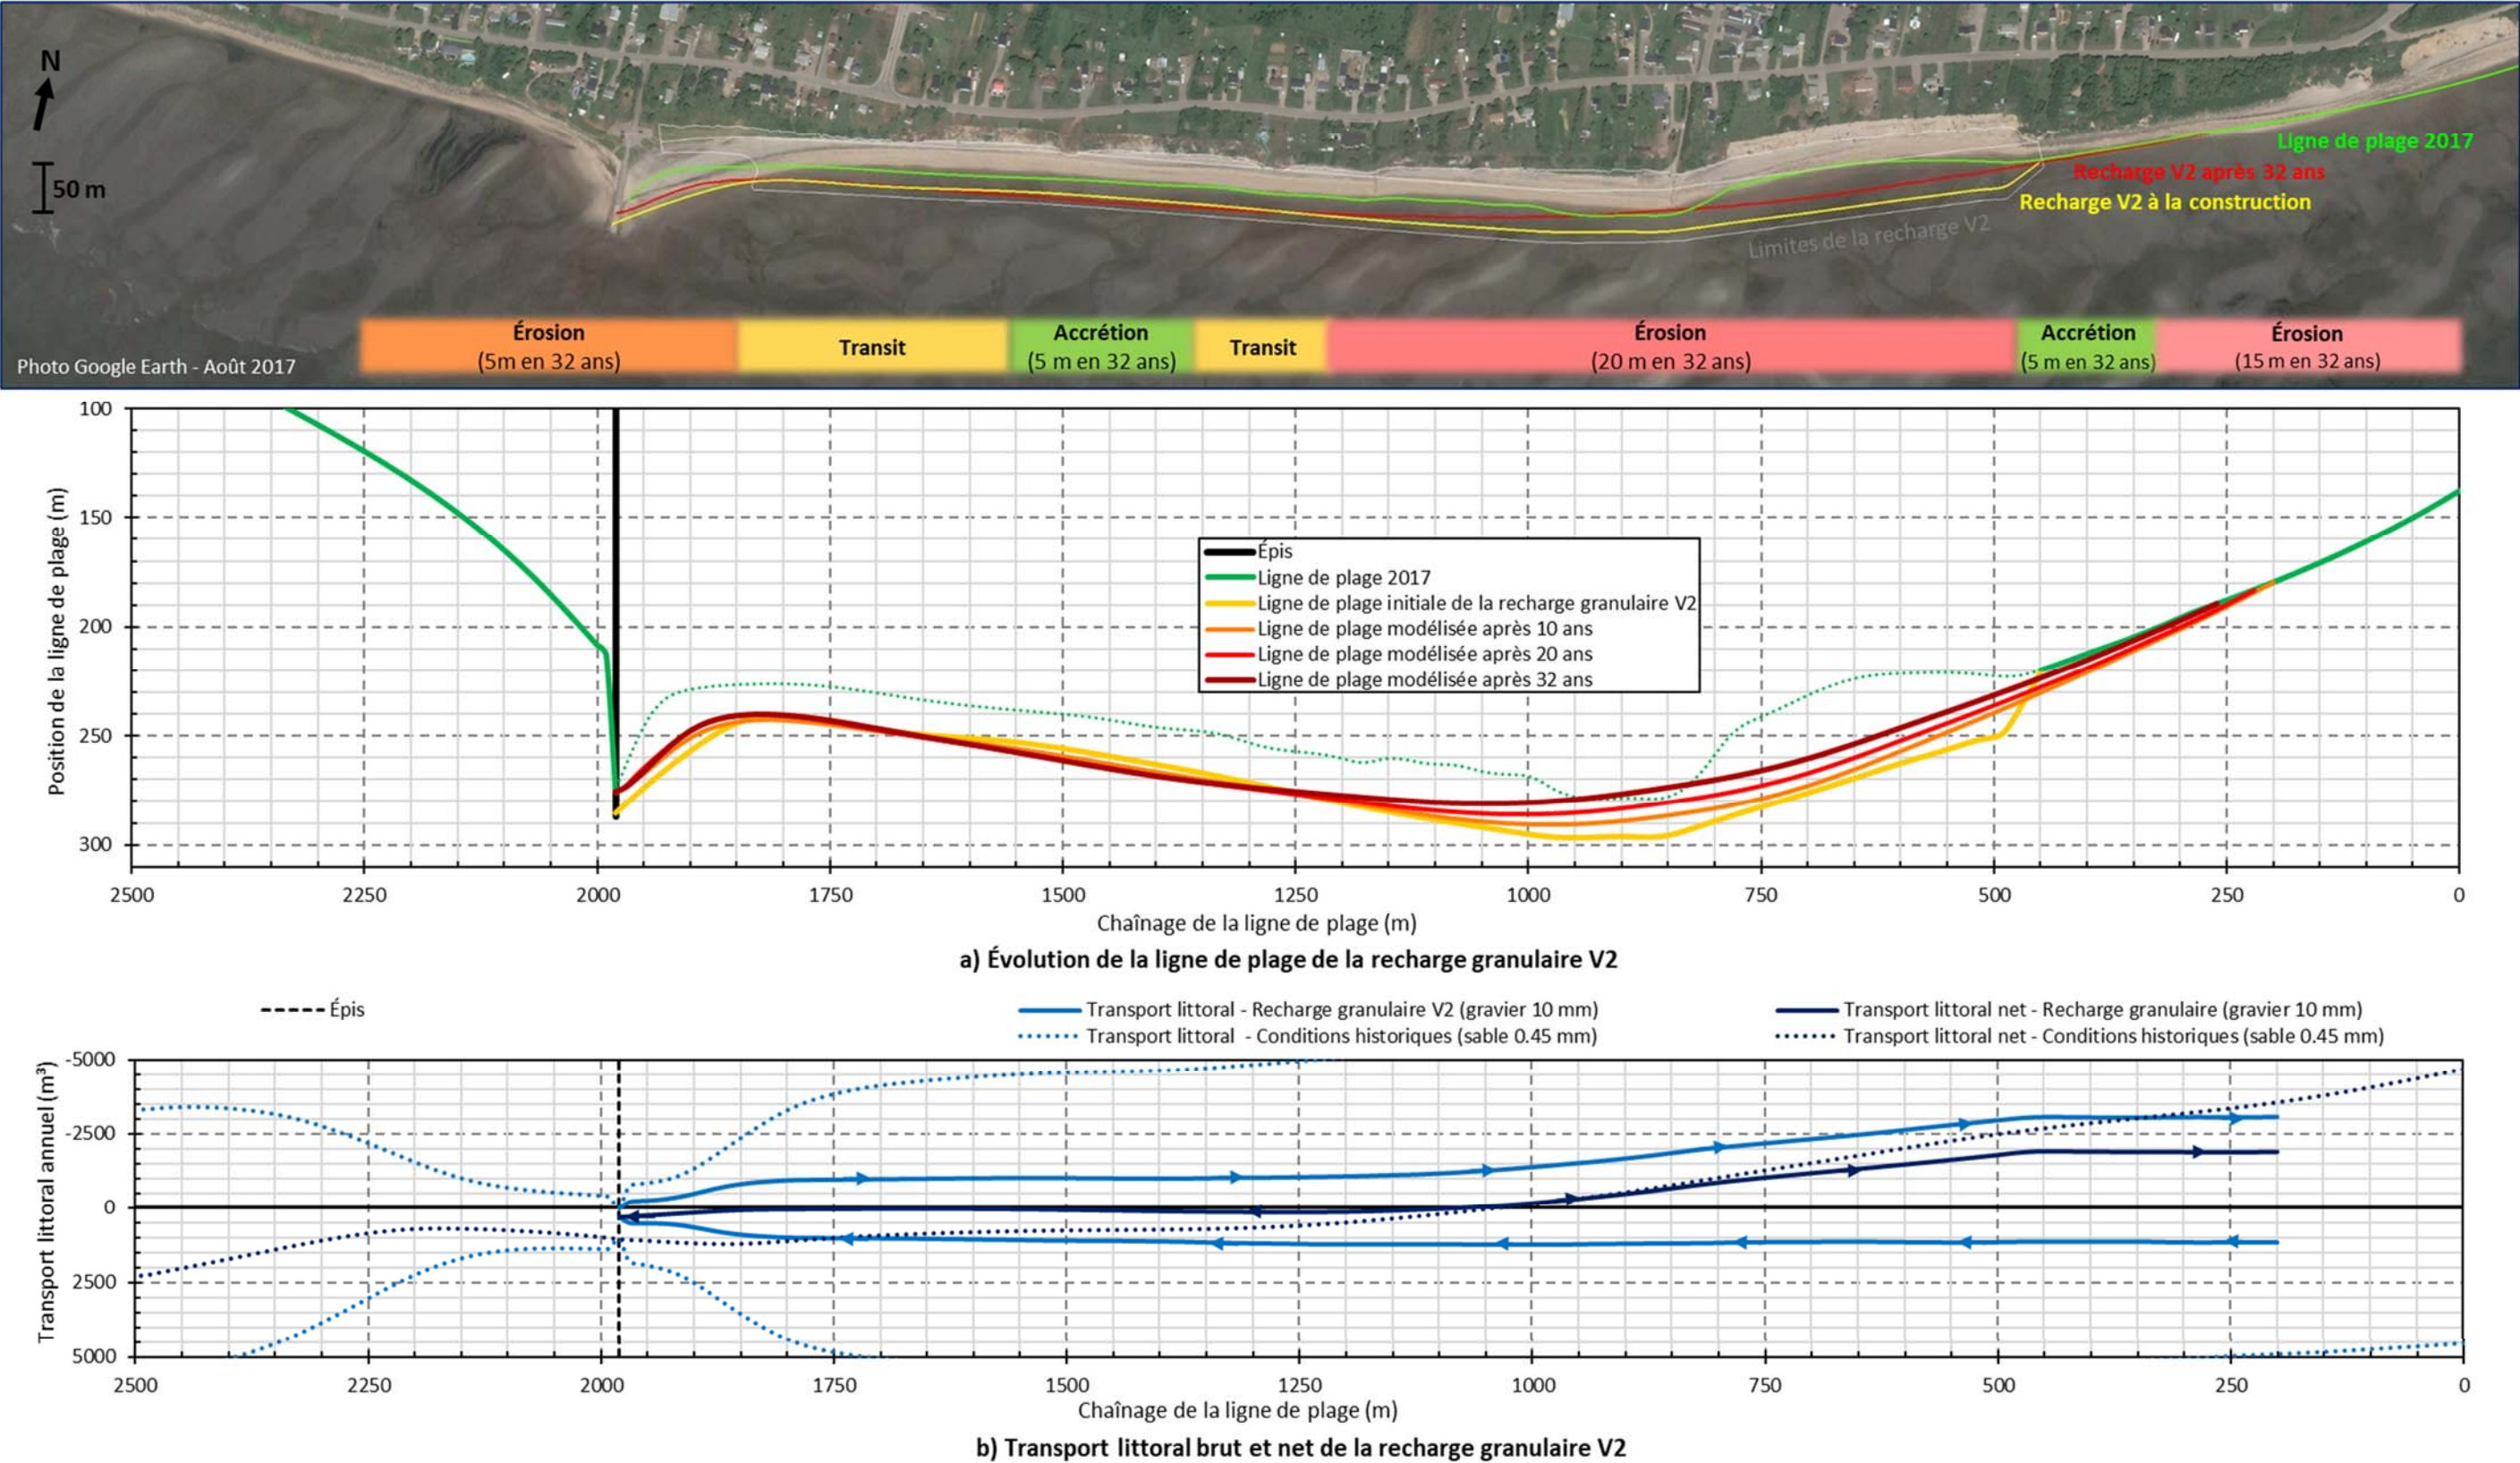 N
50 m
Ligne de plage 2017
Recharge V2 après 32 ans
Recharge V2 à la construction
Limites de la recharge V2
Érosion
(5m en 32 ans)
Transit
Accrétion
(5 m en 32 ans)
Transit
Érosion
(20 m en 32 ans)
Accrétion
(5 m en 32 ans)
Érosion
(15 m en 32 ans)
Photo Google Earth - Août 2017
Position de la ligne de plage (m)
100
150
200
250
300
Épis
Ligne de plage 2017
Ligne de plage initiale de la recharge granulaire V2
Ligne de plage modélisée après 10 ans
Ligne de plage modélisée après 20 ans
Ligne de plage modélisée après 32 ans
2500 2250 2000 1750 1500 1250 1000 750 500 250 0
Chaînage de la ligne de plage (m)
a) Évolution de la ligne de plage de la recharge granulaire V2
Épis
Transport littoral - Recharge granulaire V2 (gravier 10 mm)
Transport littoral net - Recharge granulaire (gravier 10 mm)
Transport littoral - Conditions historiques (sable 0.45 mm)
Transport littoral net - Conditions historiques (sable 0.45 mm)
Transport littoral annuel (m³)
-5000
-2500
0
2500
5000
2500 2250 2000 1750 1500 1250 1000 750 500 250 0
Chaînage de la ligne de plage (m)
b) Transport littoral brut et net de la recharge granulaire V2